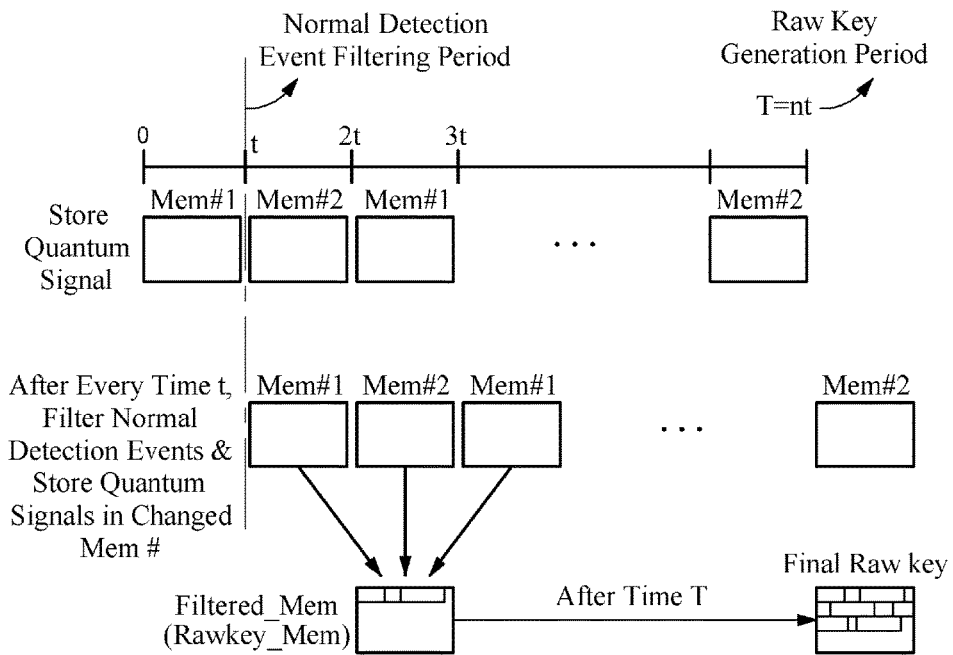 Normal Detection
Event Filtering Period
Raw Key
Generation Period
T=nt
0
t
2t
3t
Mem#1
Mem#2
Mem#1
Mem#2
Store
Quantum
Signal
...
After Every Time t,
Filter Normal
Detection Events &
Store Quantum
Signals in Changed
Mem #
Mem#1
Mem#2
Mem#1
Mem#2
...
Filtered_Mem
(Rawkey_Mem)
After Time T
Final Raw key